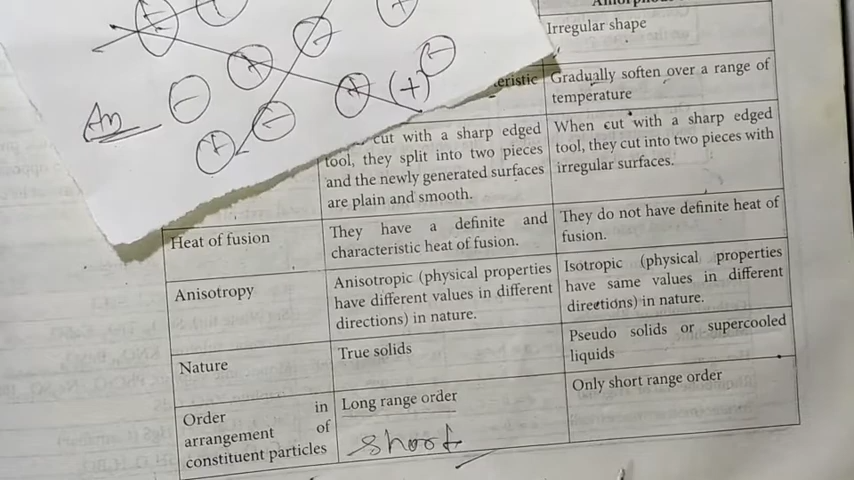 Irregular shape
eristic
Gradually soften over a range of
temperature
cut with a sharp edged
tool, they split into two pieces
and the newly generated surfaces
are plain and smooth.
When cut with a sharp edged
tool, they cut into two pieces with
irregular surfaces.
Heat of fusion
They have a definite and
characteristic heat of fusion.
They do not have definite heat of
fusion.
Anisotropy
Anisotropic (physical properties
have different values in different
directions) in nature.
Isotropic (physical properties
have same values in different
directions) in nature.
Nature
True solids
Pseudo solids or supercooled
liquids
Order in
arrangement of
constituent particles
Long range order
short
Only short range order